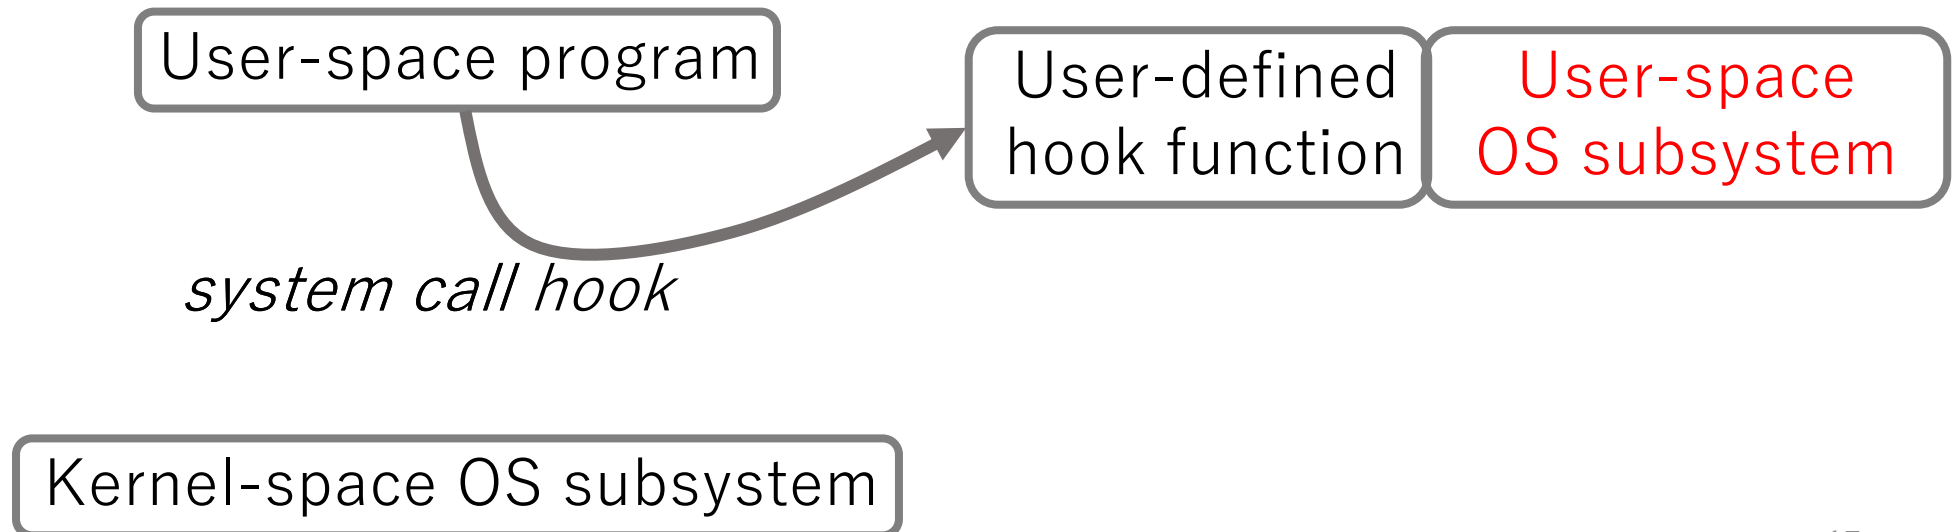 User-space program
User-defined
hook function
User-space
OS subsystem
system call hook
Kernel-space OS subsystem